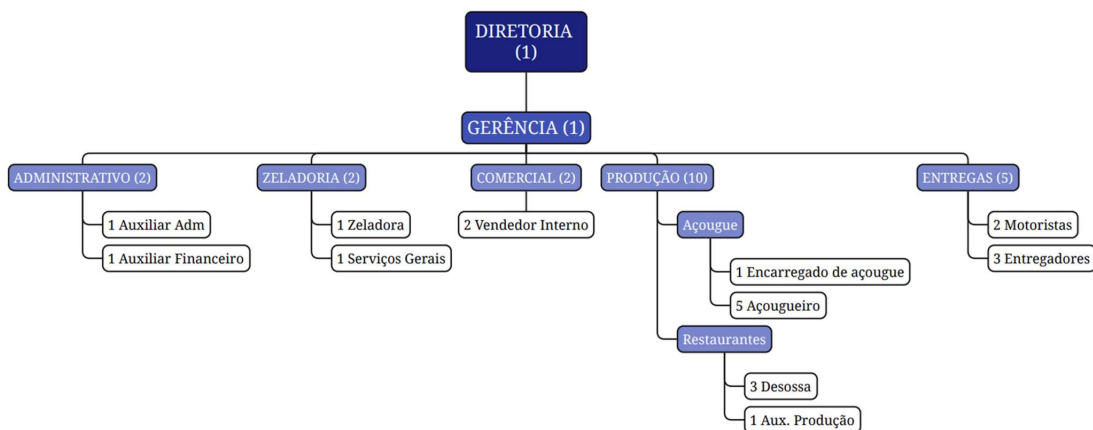 DIRETORIA
(1)
GERÊNCIA (1)
ADMINISTRATIVO (2)
1 Auxiliar Adm
1 Auxiliar Financeiro
ZELADORIA (2)
1 Zeladora
1 Serviços Gerais
COMERCIAL (2)
2 Vendedor Interno
PRODUÇÃO (10)
Açougue
1 Encarregado de açougue
5 Açougueiro
Restaurantes
3 Desossa
1 Aux. Produção
ENTREGAS (5)
2 Motoristas
3 Entregadores